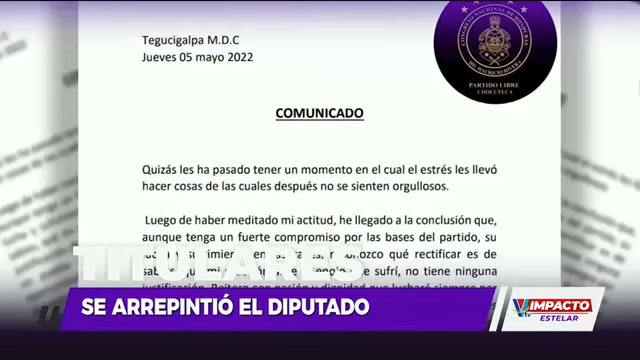 Tegucigalpa M.D.C
Jueves 05 mayo 2022
CONGRESO NACIONAL DE HONDURAS
DIP. MAURICIO RIVERA
PARTIDO LIBRE
CHOLUTECA
COMUNICADO
Quizás les ha pasado tener un momento en el cual el estrés les llevó
hacer cosas de las cuales después no se sienten orgullosos.
Luego de haber meditado mi actitud, he llegado a la conclusión que,
aunque tenga un fuerte compromiso por las bases del partido, su
qué rectificar es de
sufrí, no tiene ninguna
TITULARES
SE ARREPINTIÓ EL DIPUTADO
VTV
IMPACTO
ESTELAR